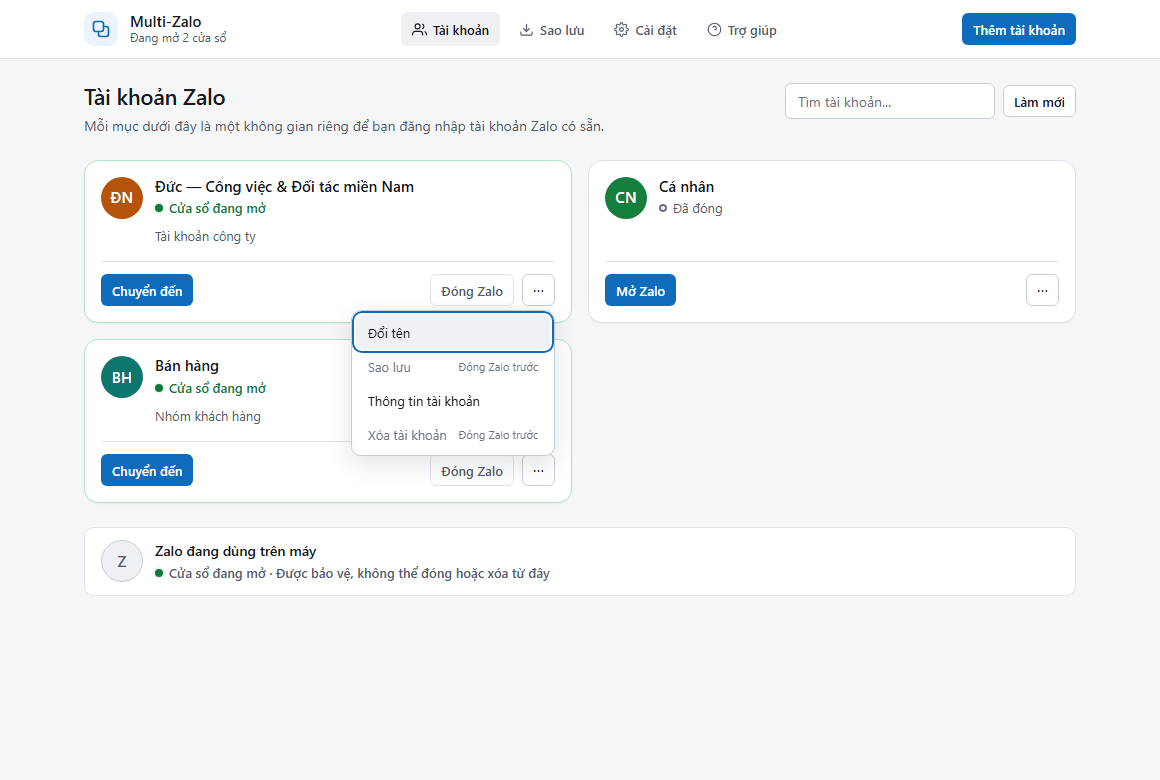 Multi-Zalo
Đang mở 2 cửa sổ
Tài khoản
Sao lưu
Cài đặt
Trợ giúp
Thêm tài khoản
Tài khoản Zalo
Mỗi mục dưới đây là một không gian riêng để bạn đăng nhập tài khoản Zalo có sẵn.
Tìm tài khoản...
Làm mới
ĐN
Đức — Công việc & Đối tác miền Nam
Cửa sổ đang mở
Tài khoản công ty
Chuyển đến
Đóng Zalo
...
CN
Cá nhân
Đã đóng
Mở Zalo
...
Đổi tên
Sao lưu Đóng Zalo trước
Thông tin tài khoản
Xóa tài khoản Đóng Zalo trước
BH
Bán hàng
Cửa sổ đang mở
Nhóm khách hàng
Chuyển đến
Đóng Zalo
...
Z
Zalo đang dùng trên máy
Cửa sổ đang mở · Được bảo vệ, không thể đóng hoặc xóa từ đây